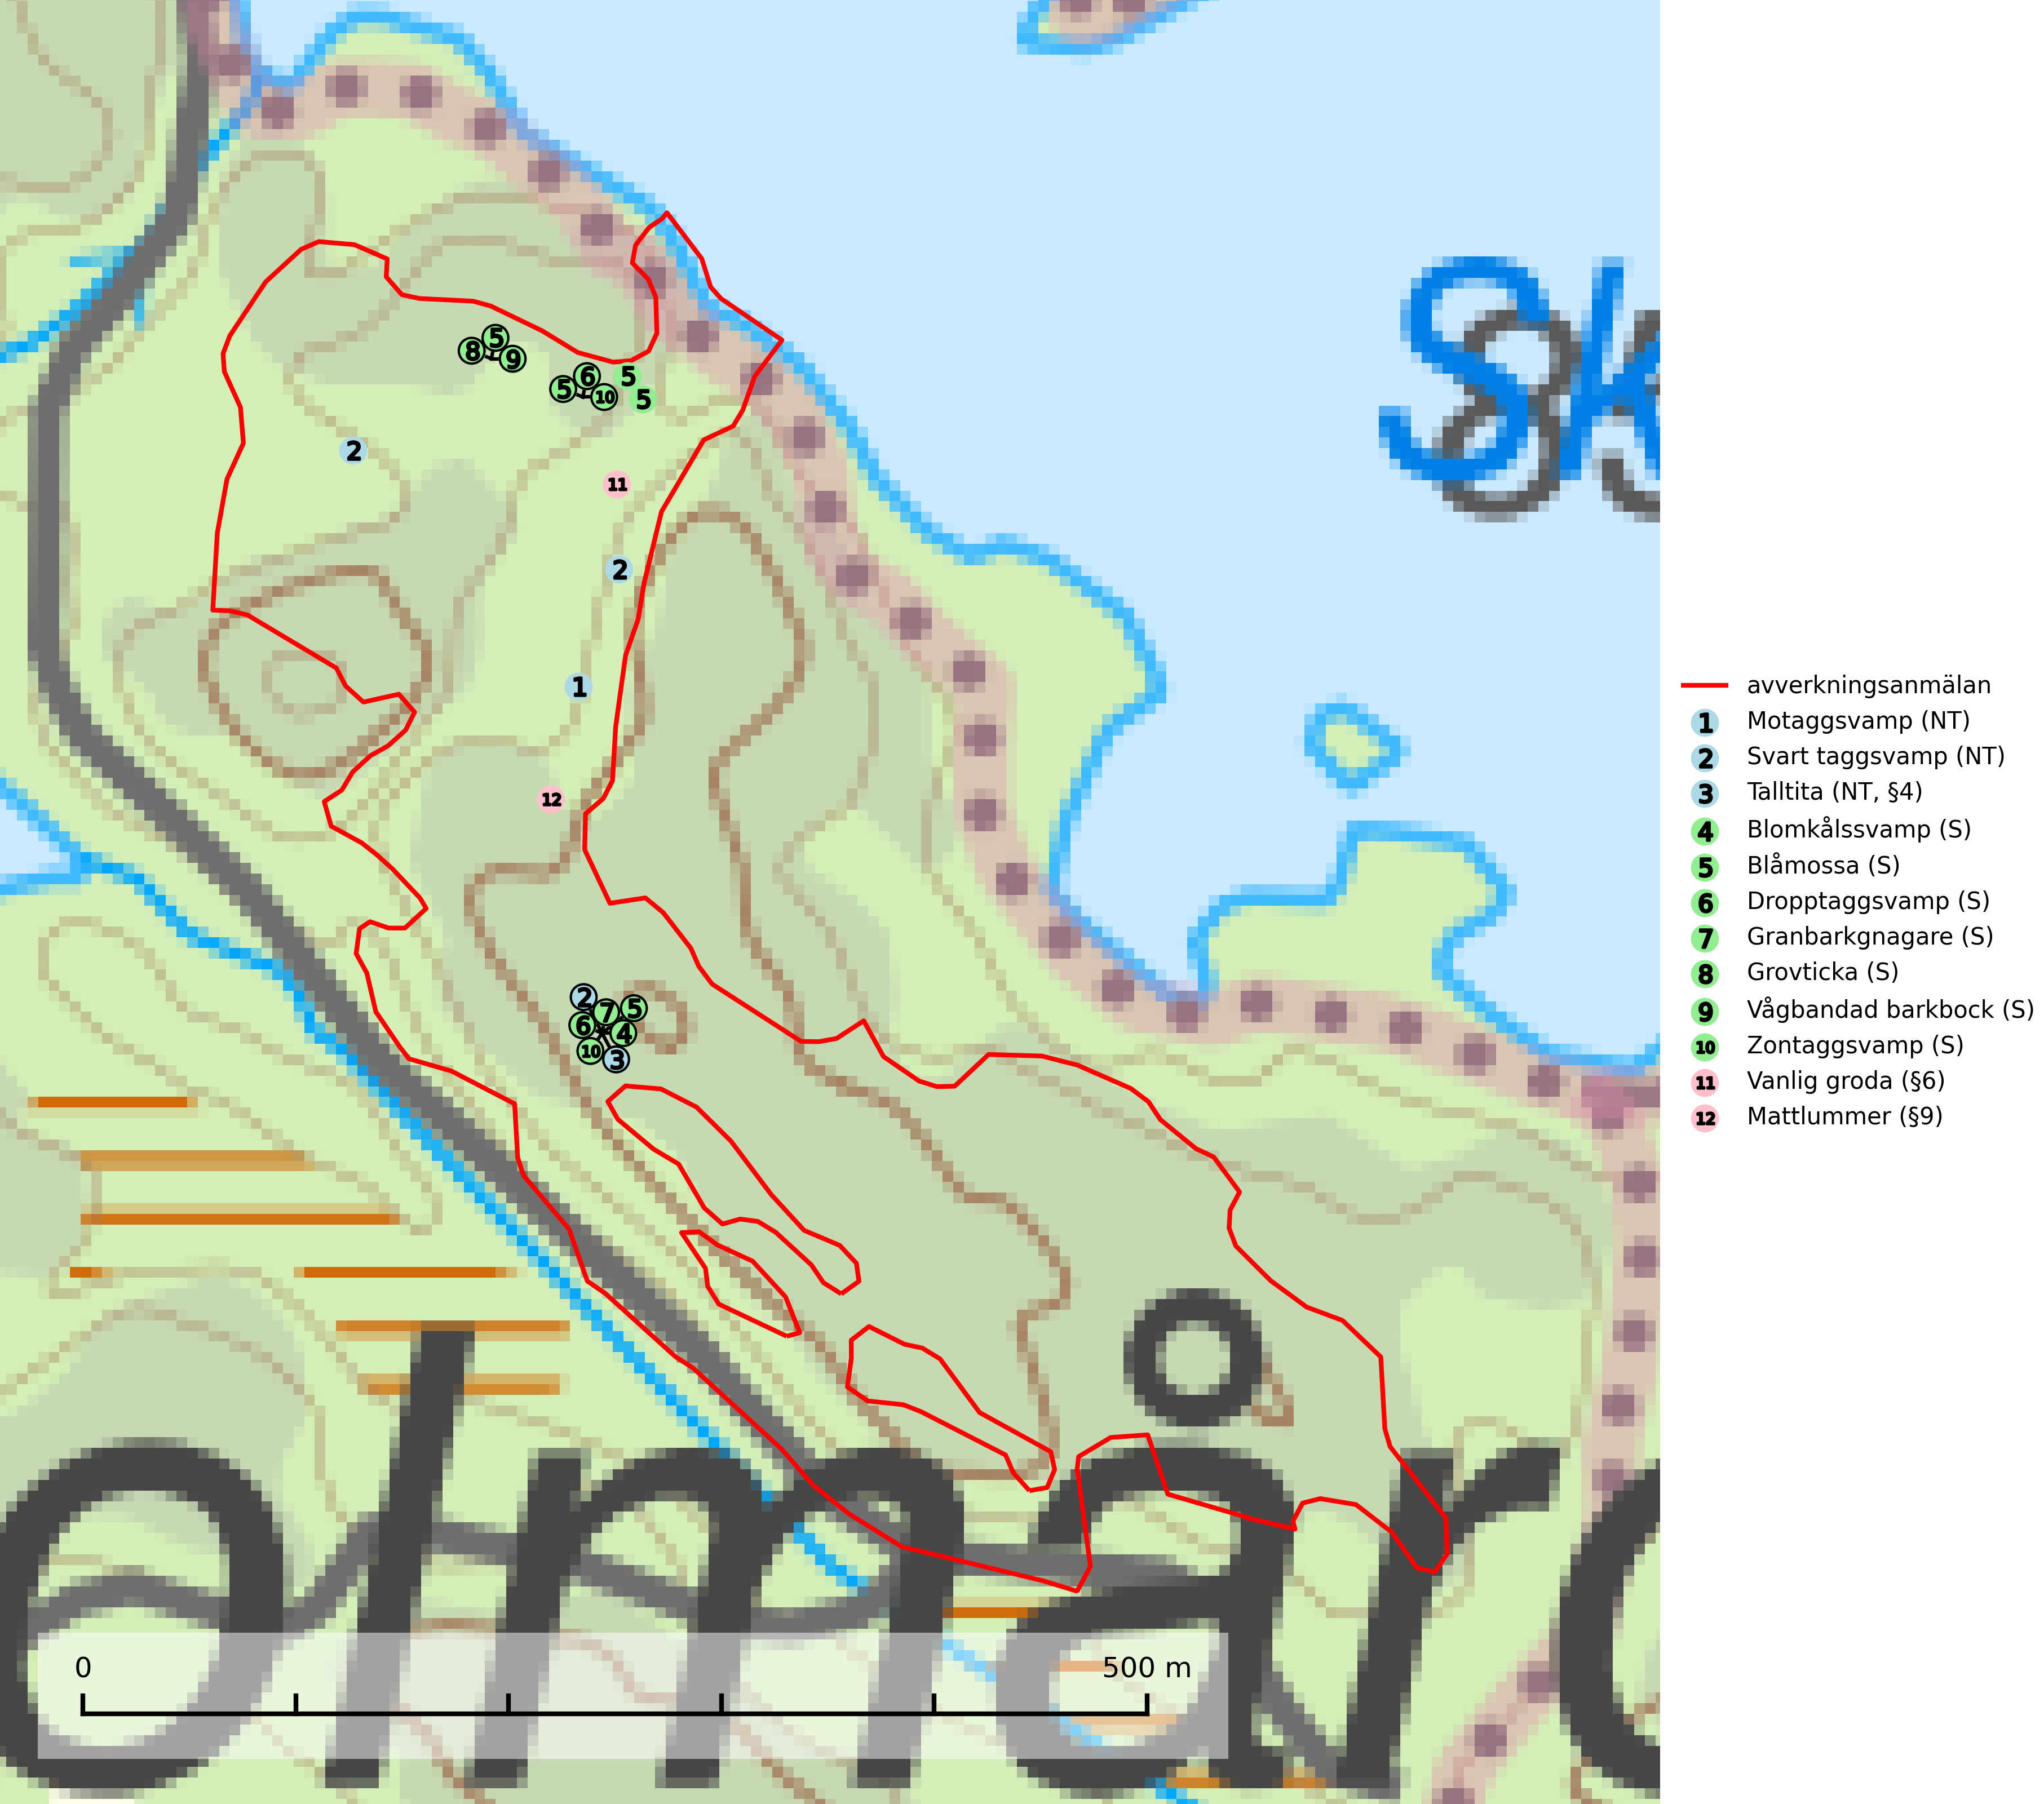 5
8
9
6
5
5
10
5
2
11
2
1
12
2
7
5
6
4
10
3
0
500 m
avverkningsanmälan
1 Motaggsvamp (NT)
2 Svart taggsvamp (NT)
3 Talltita (NT, §4)
4 Blomkålssvamp (S)
5 Blåmossa (S)
6 Dropptaggsvamp (S)
7 Granbarkgnagare (S)
8 Grovticka (S)
9 Vågbandad barkbock (S)
10 Zontaggsvamp (S)
11 Vanlig groda (§6)
12 Mattlummer (§9)